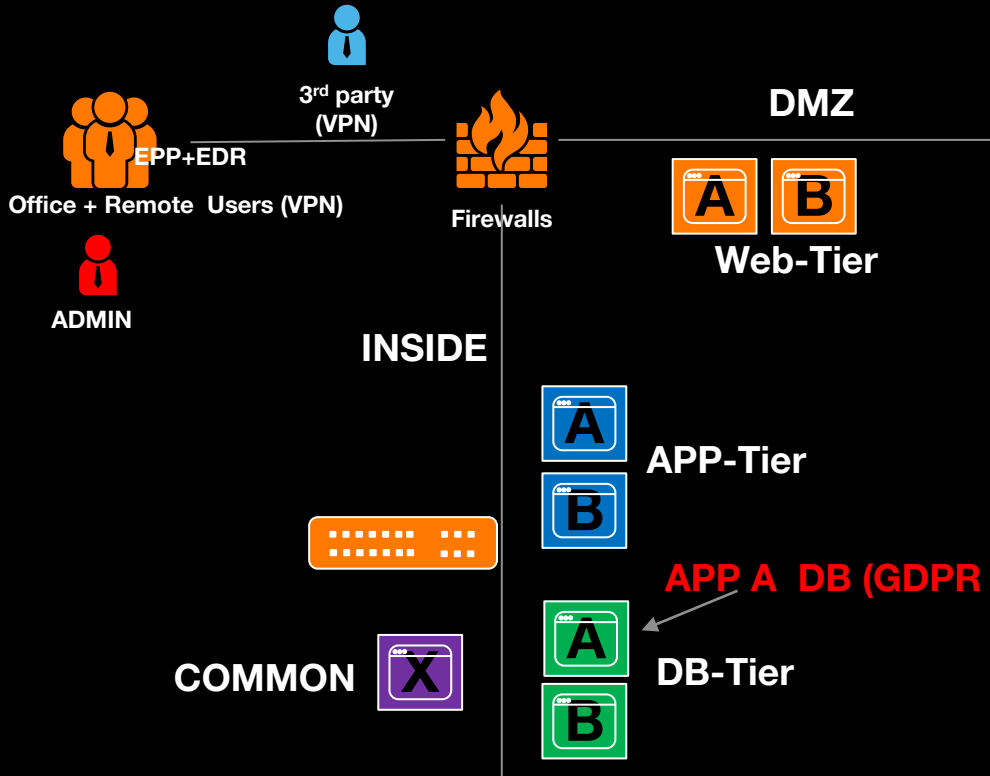 3rd party
(VPN)
DMZ
EPP+EDR
Office + Remote Users (VPN)
Firewalls
A
B
Web-Tier
ADMIN
INSIDE
A
APP-Tier
B
APP A DB (GDPR
A
DB-Tier
COMMON
X
B